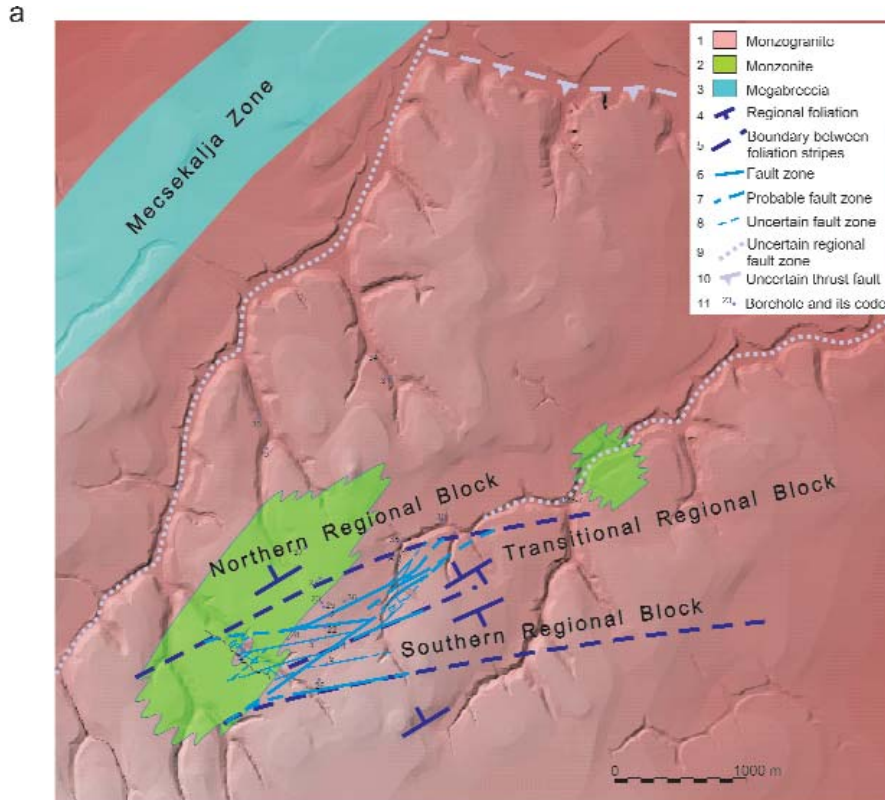 a
1 Monzogranite
2 Monzonite
3 Megabreccia
4 Regional foliation
5 Boundary between
foliation stripes
6 Fault zone
7 Probable fault zone
8 Uncertain fault zone
9 Uncertain regional
fault zone
10 Uncertain thrust fault
11 23 Borehole and its code
Mecsekalja Zone
Northern Regional Block
Transitional Regional Block
Southern Regional Block
0 1000 m